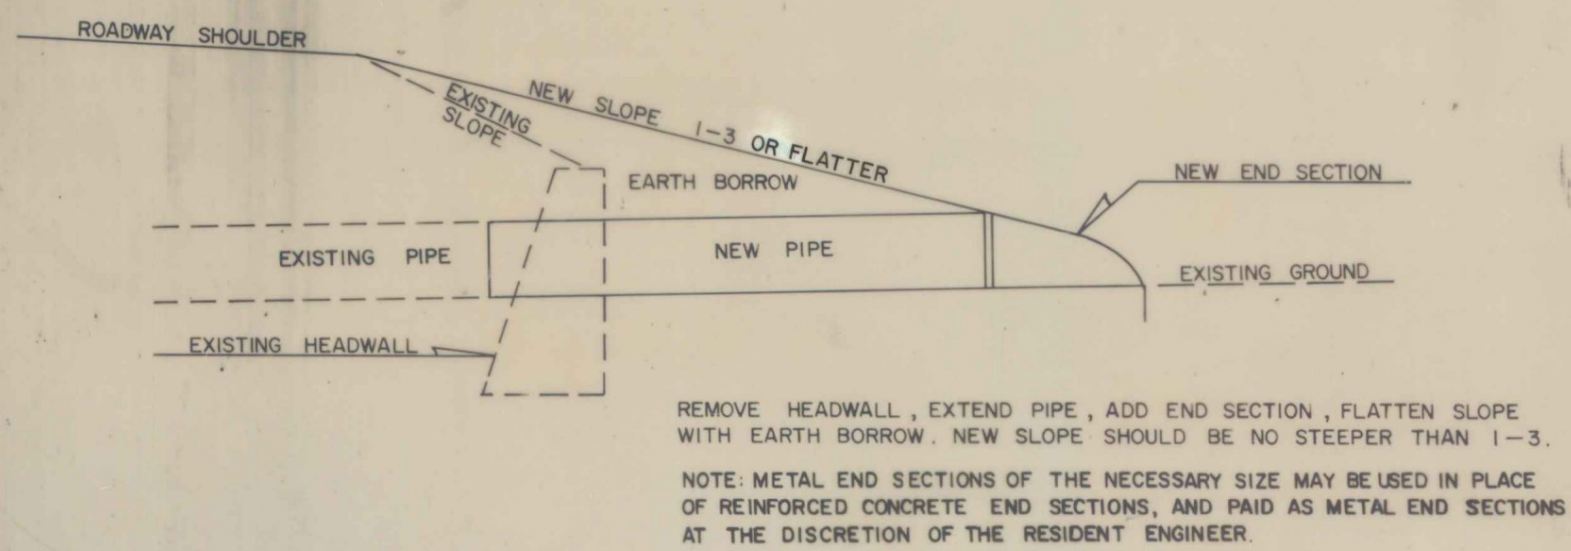 ROADWAY SHOULDER
EXISTING
SLOPE
NEW SLOPE 1-3 OR FLATTER
EARTH BORROW
NEW END SECTION
EXISTING PIPE
NEW PIPE
EXISTING GROUND
EXISTING HEADWALL
REMOVE HEADWALL, EXTEND PIPE, ADD END SECTION, FLATTEN SLOPE
WITH EARTH BORROW. NEW SLOPE SHOULD BE NO STEEPER THAN 1-3.
NOTE: METAL END SECTIONS OF THE NECESSARY SIZE MAY BE USED IN PLACE
OF REINFORCED CONCRETE END SECTIONS, AND PAID AS METAL END SECTIONS
AT THE DISCRETION OF THE RESIDENT ENGINEER.